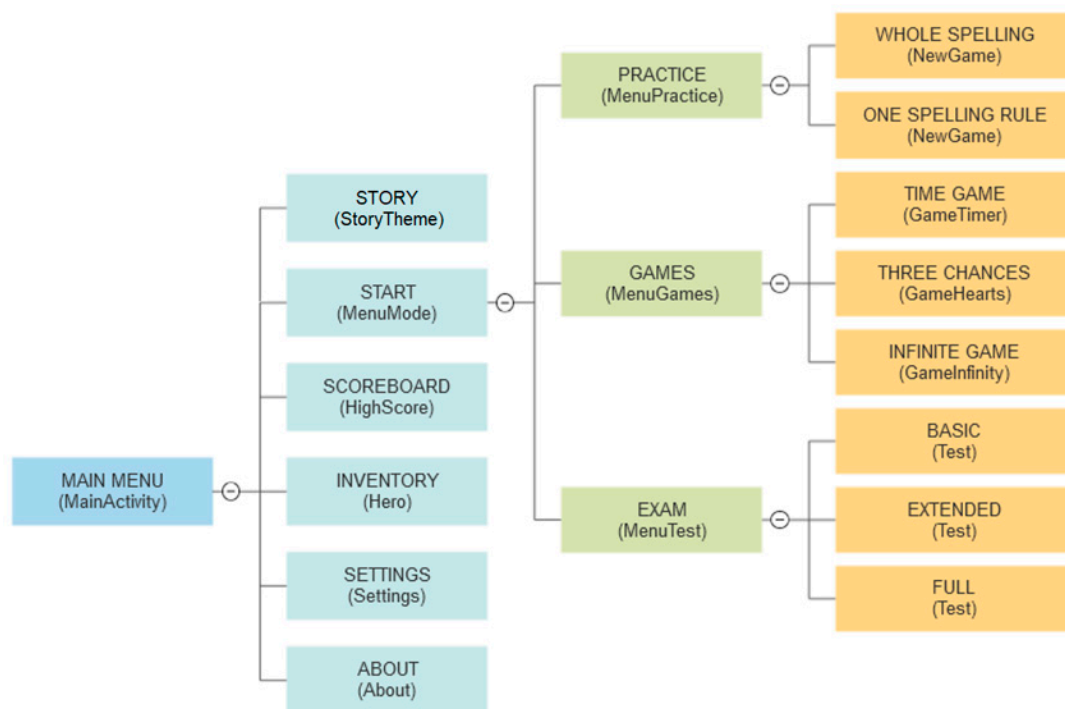 MAIN MENU
(MainActivity)
STORY
(StoryTheme)
START
(MenuMode)
SCOREBOARD
(HighScore)
INVENTORY
(Hero)
SETTINGS
(Settings)
ABOUT
(About)
PRACTICE
(MenuPractice)
GAMES
(MenuGames)
EXAM
(MenuTest)
WHOLE SPELLING
(NewGame)
ONE SPELLING RULE
(NewGame)
TIME GAME
(GameTimer)
THREE CHANCES
(GameHearts)
INFINITE GAME
(GameInfinity)
BASIC
(Test)
EXTENDED
(Test)
FULL
(Test)